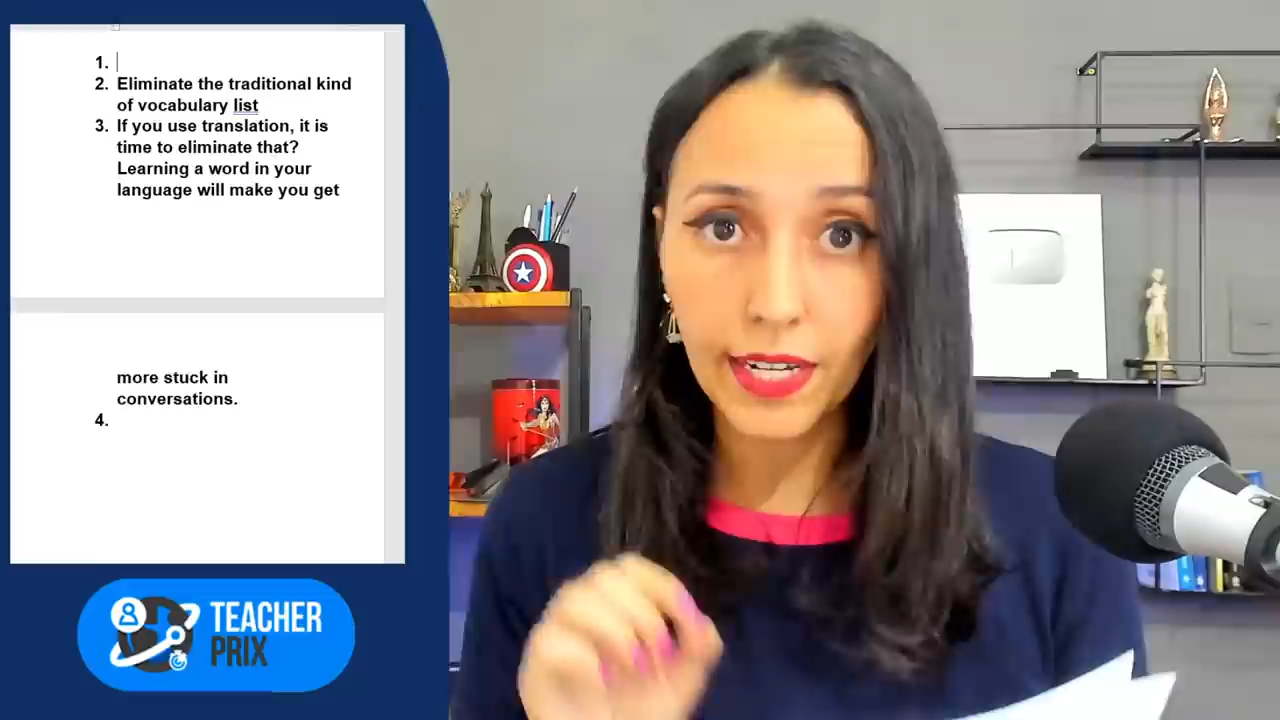 1.
2. Eliminate the traditional kind
of vocabulary list
3. If you use translation, it is
time to eliminate that?
Learning a word in your
language will make you get
more stuck in
conversations.
4.
TEACHER
PRIX